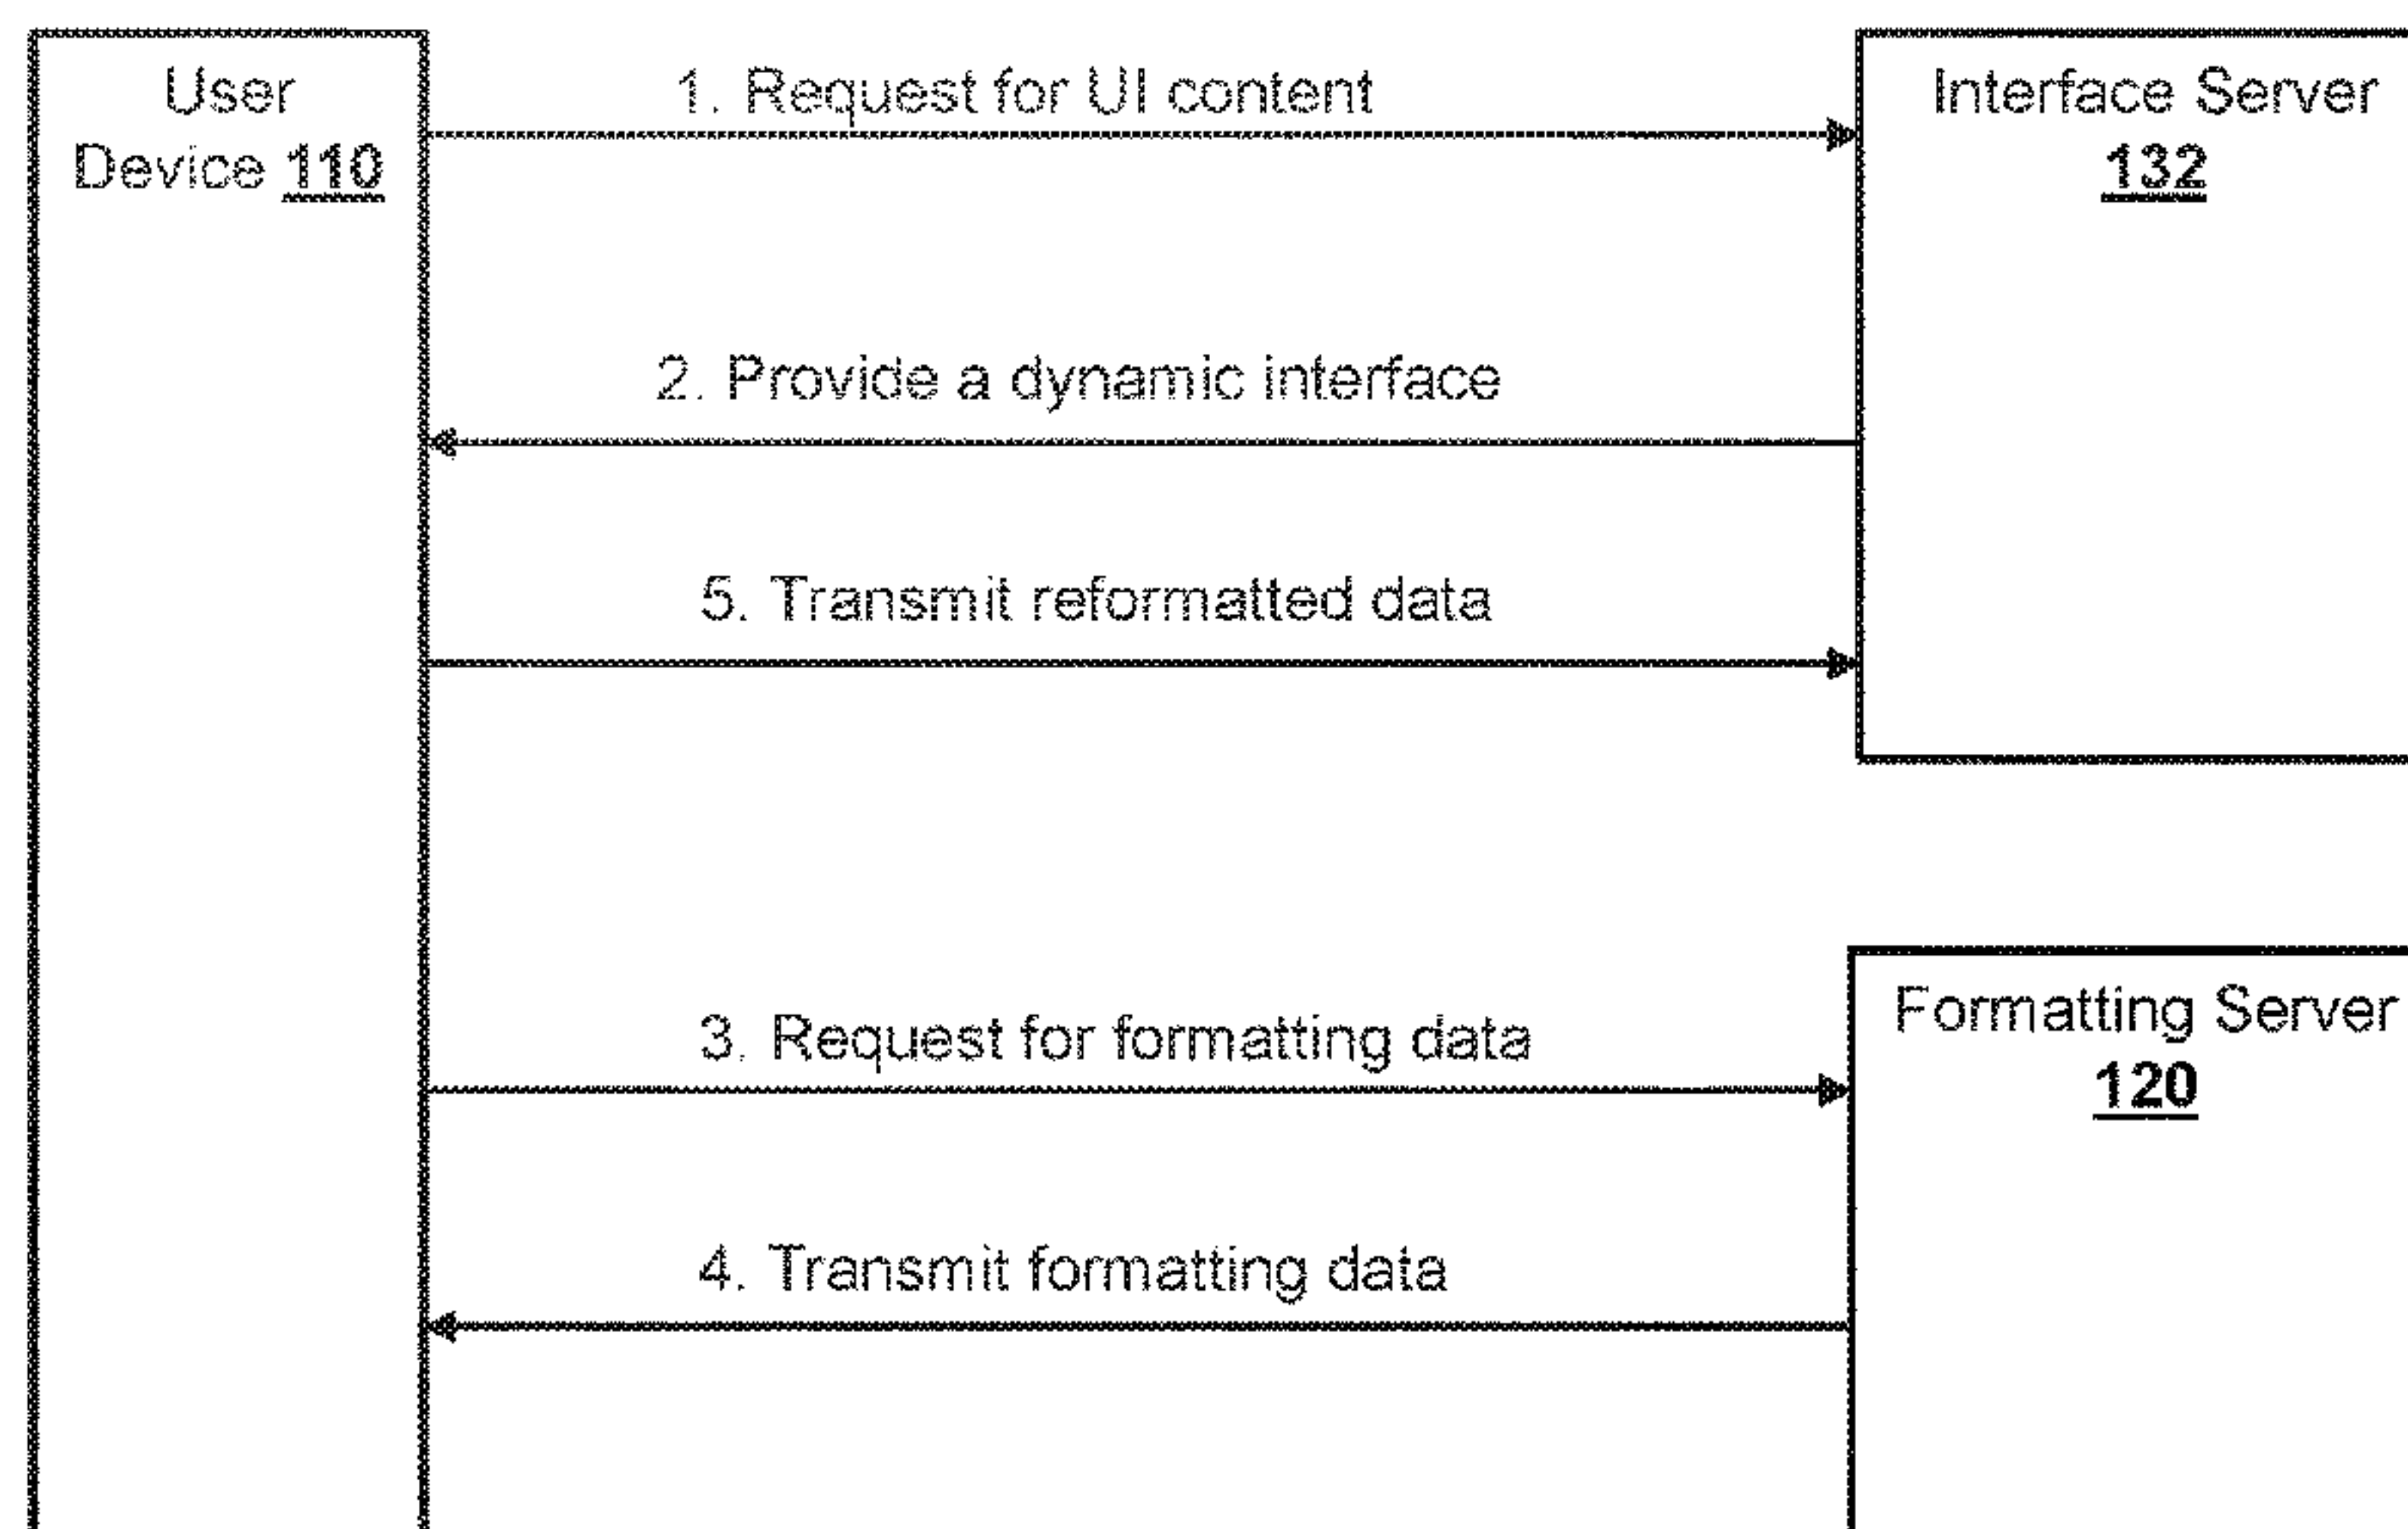 User
Device 110
1. Request for UI content
Interface Server
132
2. Provide a dynamic interface
5. Transmit reformatted data
3. Request for formatting data
Formatting Server
120
4. Transmit formatting data